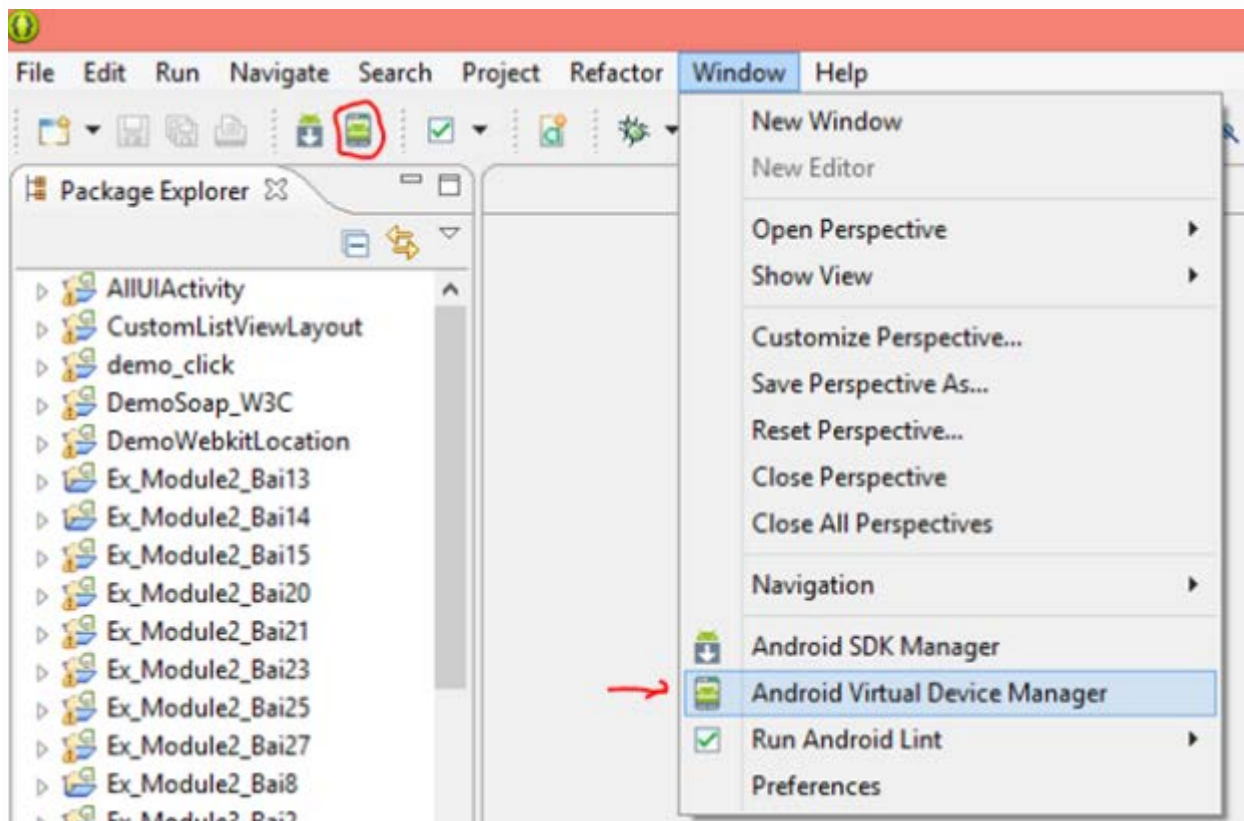 File Edit Run Navigate Search Project Refactor Window Help
Package Explorer
AllUIActivity
CustomListViewLayout
demo_click
DemoSoap_W3C
DemoWebkitLocation
Ex_Module2_Bai13
Ex_Module2_Bai14
Ex_Module2_Bai15
Ex_Module2_Bai20
Ex_Module2_Bai21
Ex_Module2_Bai23
Ex_Module2_Bai25
Ex_Module2_Bai27
Ex_Module2_Bai8
Ex_Module3_Bai2
New Window
New Editor
Open Perspective
Show View
Customize Perspective...
Save Perspective As...
Reset Perspective...
Close Perspective
Close All Perspectives
Navigation
Android SDK Manager
Android Virtual Device Manager
Run Android Lint
Preferences